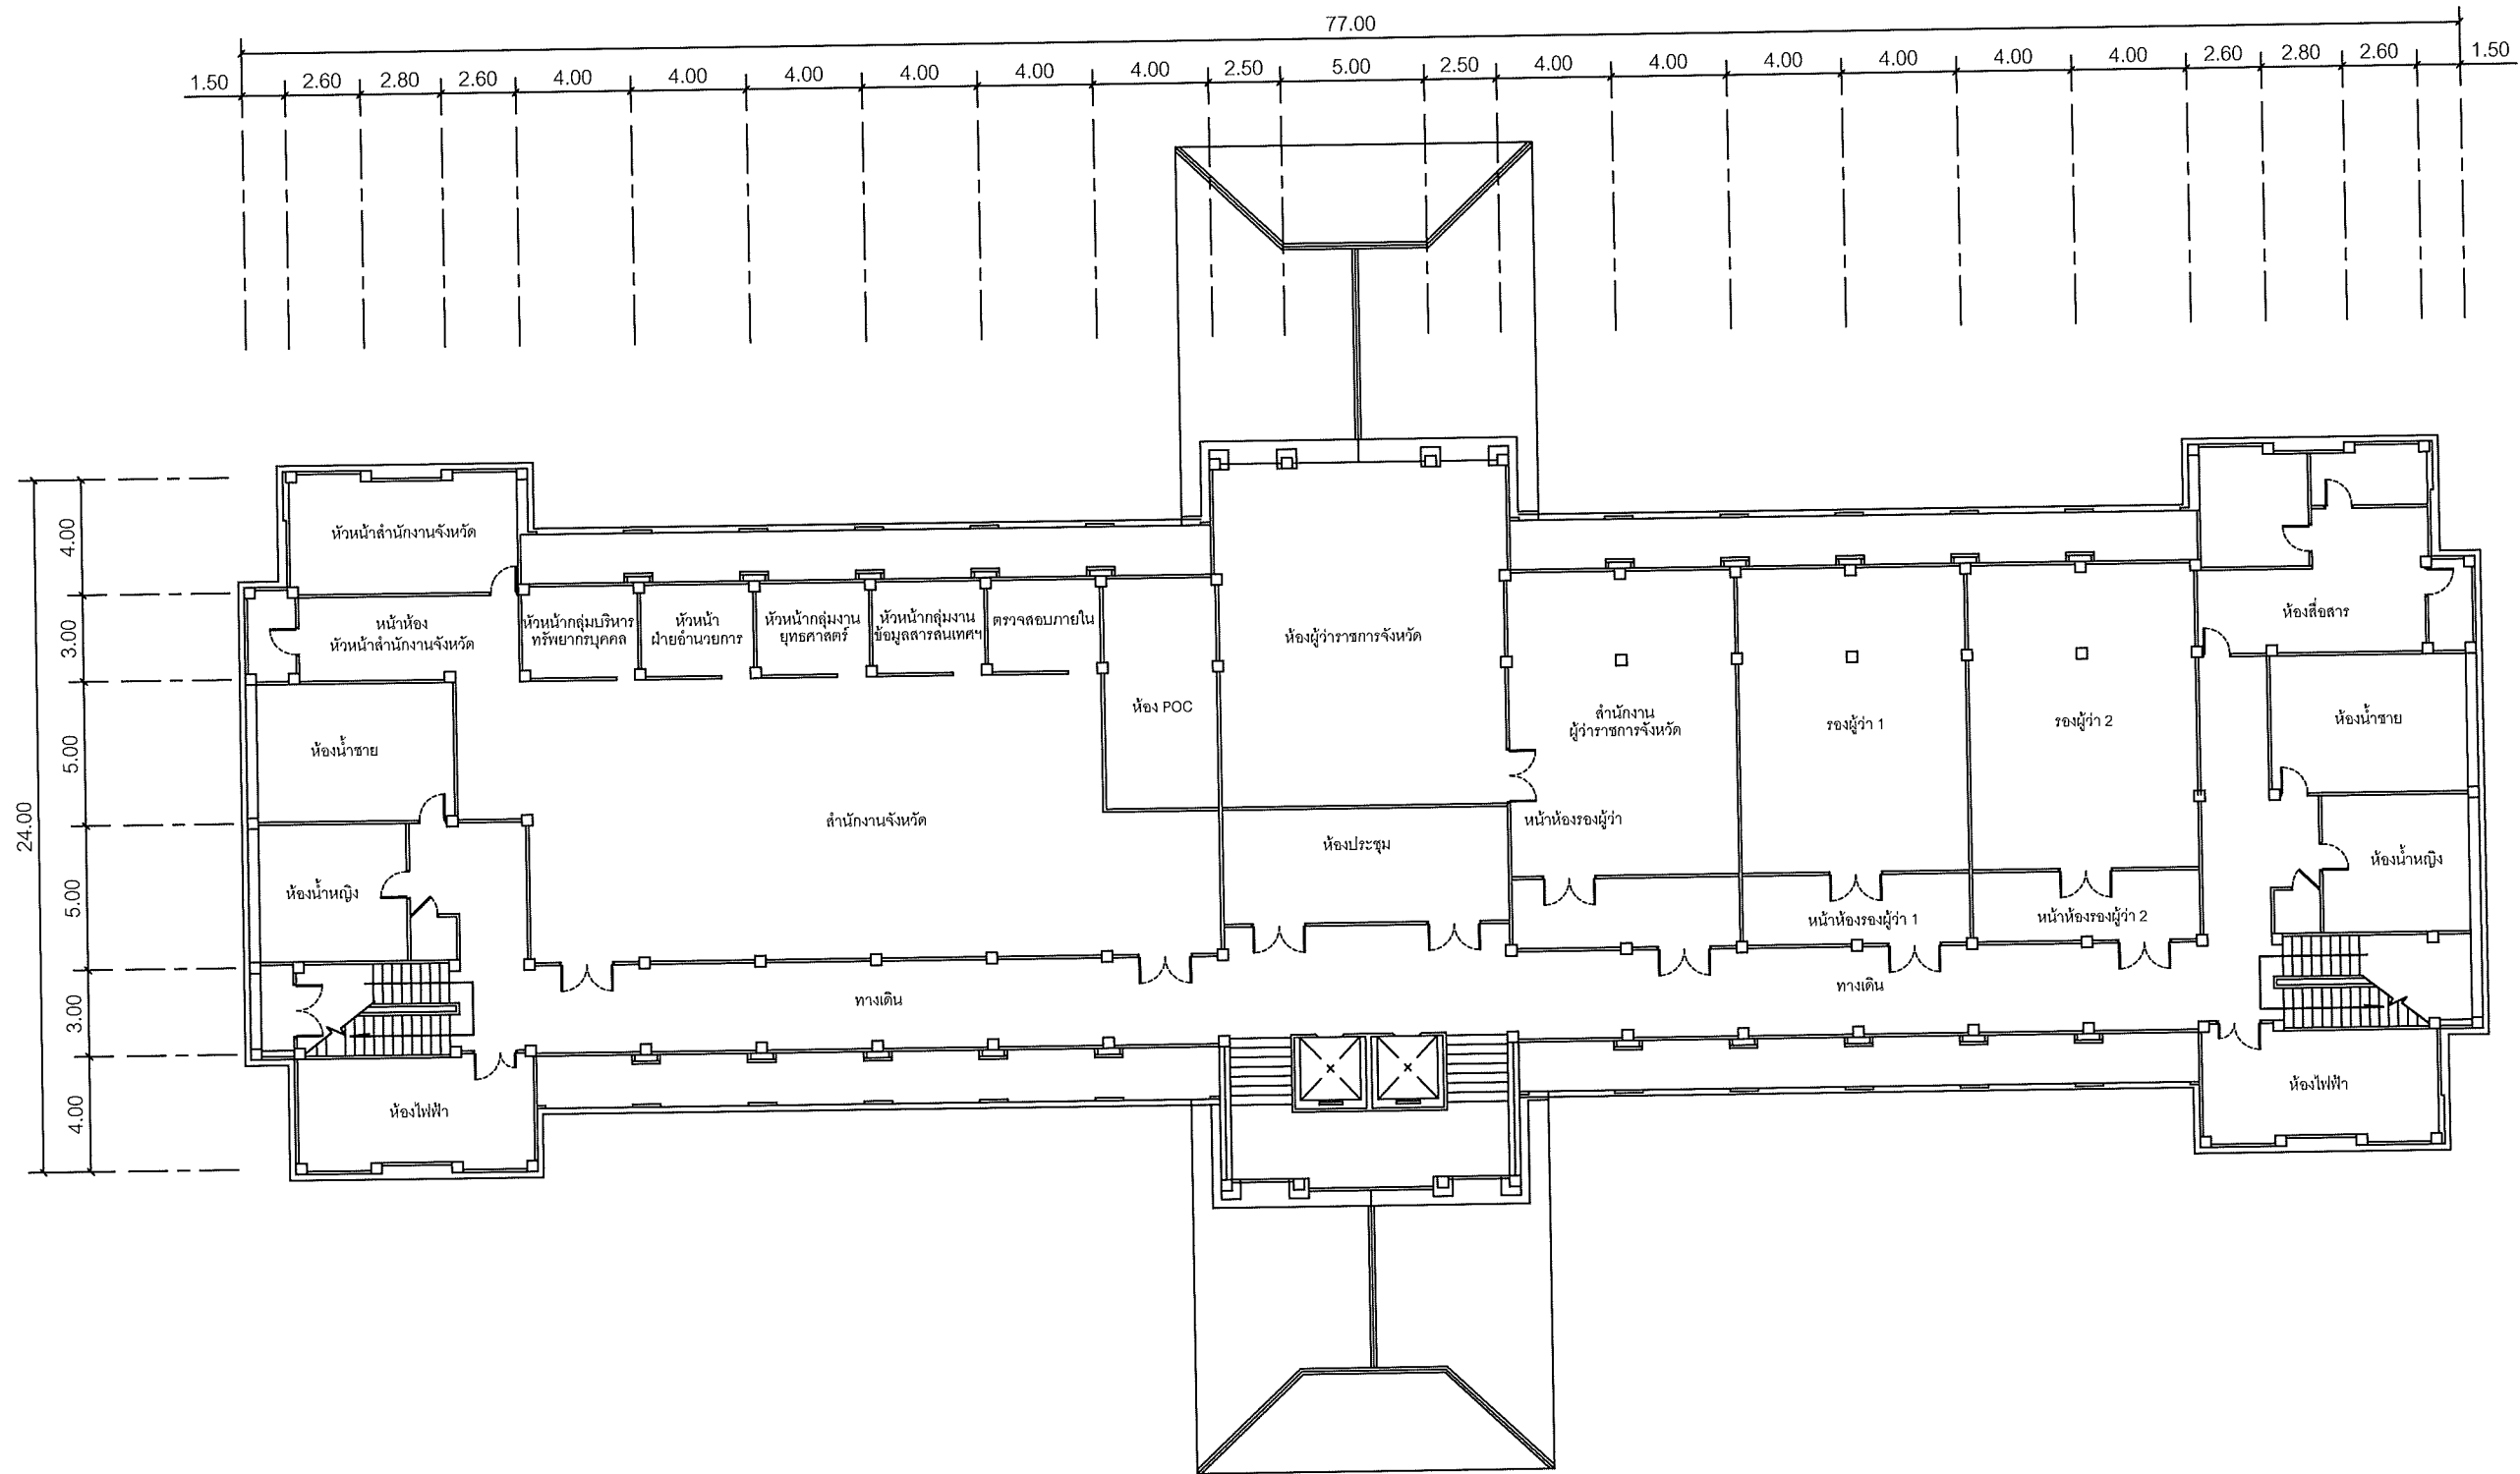 77.00
1.50 2.60 2.80 2.60 4.00 4.00 4.00 4.00 4.00 4.00 2.50 5.00 2.50 4.00 4.00 4.00 4.00 4.00 4.00 2.60 2.80 2.60 1.50
24.00
4.00
3.00
5.00
5.00
3.00
4.00
หัวหน้าสำนักงานจังหวัด
หน้าห้อง
หัวหน้าสำนักงานจังหวัด
หัวหน้ากลุ่มบริหาร
ทรัพยากรบุคคล
หัวหน้า
ฝ่ายอำนวยการ
หัวหน้ากลุ่มงาน
ยุทธศาสตร์
หัวหน้ากลุ่มงาน
ข้อมูลสารสนเทศฯ
ตรวจสอบภายใน
ห้องผู้ว่าราชการจังหวัด
ห้องสื่อสาร
ห้อง POC
สำนักงาน
ผู้ว่าราชการจังหวัด
รองผู้ว่า 1
รองผู้ว่า 2
ห้องน้ำชาย
ห้องน้ำชาย
สำนักงานจังหวัด
หน้าห้องรองผู้ว่า
ห้องประชุม
ห้องน้ำหญิง
ห้องน้ำหญิง
หน้าห้องรองผู้ว่า 1
หน้าห้องรองผู้ว่า 2
ทางเดิน
ทางเดิน
ห้องไฟฟ้า
ห้องไฟฟ้า